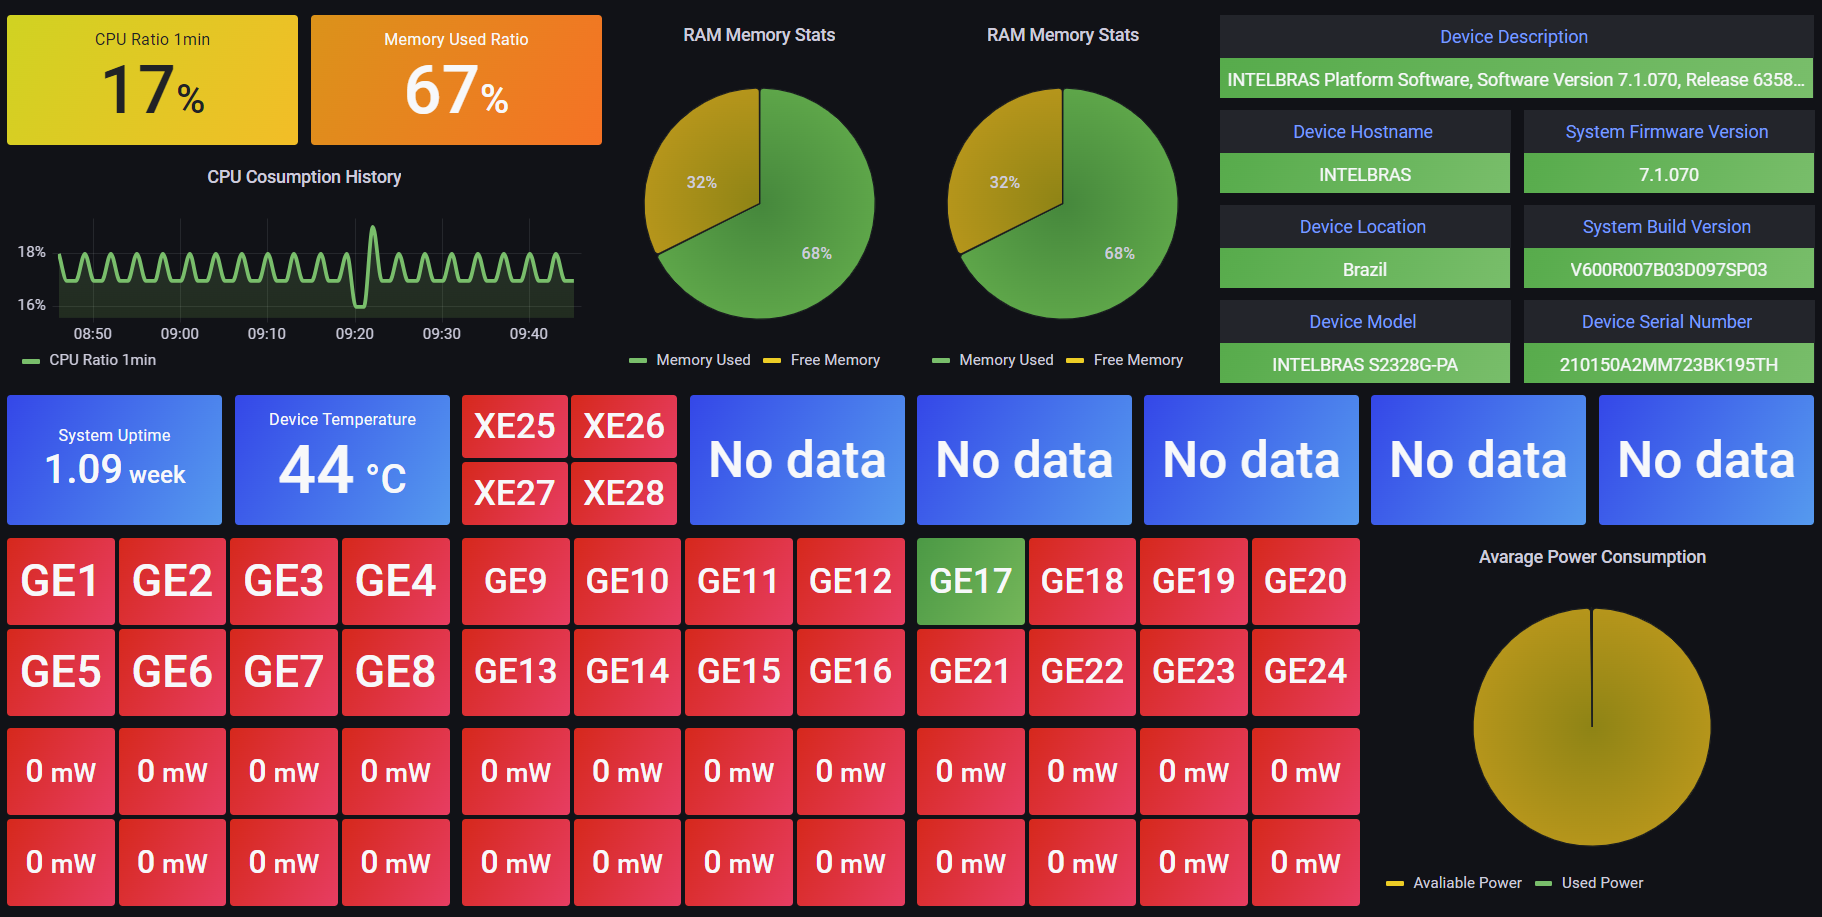 CPU Ratio 1min
17%
Memory Used Ratio
67%
CPU Cosumption History
18%
16%
08:50 09:00 09:10 09:20 09:30 09:40
CPU Ratio 1min
RAM Memory Stats
32%
68%
Memory Used Free Memory
RAM Memory Stats
32%
68%
Memory Used Free Memory
Device Description
INTELBRAS Platform Software, Software Version 7.1.070, Release 6358...
Device Hostname
INTELBRAS
System Firmware Version
7.1.070
Device Location
Brazil
System Build Version
V600R007B03D097SP03
Device Model
INTELBRAS S2328G-PA
Device Serial Number
210150A2MM723BK195TH
System Uptime
1.09 week
Device Temperature
44 °C
XE25 XE26
XE27 XE28
No data
No data
No data
No data
No data
GE1 GE2 GE3 GE4 GE9 GE10 GE11 GE12 GE17 GE18 GE19 GE20
GE5 GE6 GE7 GE8 GE13 GE14 GE15 GE16 GE21 GE22 GE23 GE24
0 mW 0 mW 0 mW 0 mW 0 mW 0 mW 0 mW 0 mW 0 mW 0 mW 0 mW 0 mW
0 mW 0 mW 0 mW 0 mW 0 mW 0 mW 0 mW 0 mW 0 mW 0 mW 0 mW 0 mW
Avarage Power Consumption
Avaliable Power Used Power